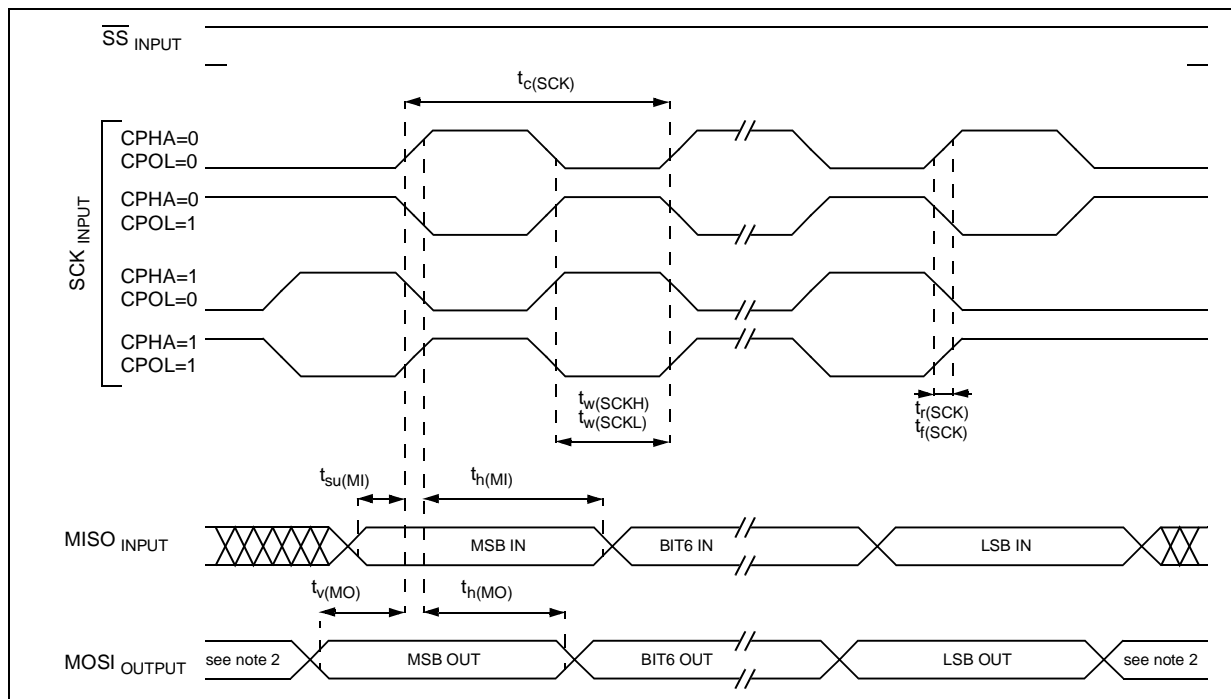 SS INPUT
tc(SCK)
SCK INPUT
CPHA=0
CPOL=0
CPHA=0
CPOL=1
CPHA=1
CPOL=0
CPHA=1
CPOL=1
tw(SCKH)
tw(SCKL)
tr(SCK)
tf(SCK)
tsu(MI)
th(MI)
MISO INPUT
MSB IN
BIT6 IN
LSB IN
tv(MO)
th(MO)
MOSI OUTPUT
see note 2
MSB OUT
BIT6 OUT
LSB OUT
see note 2